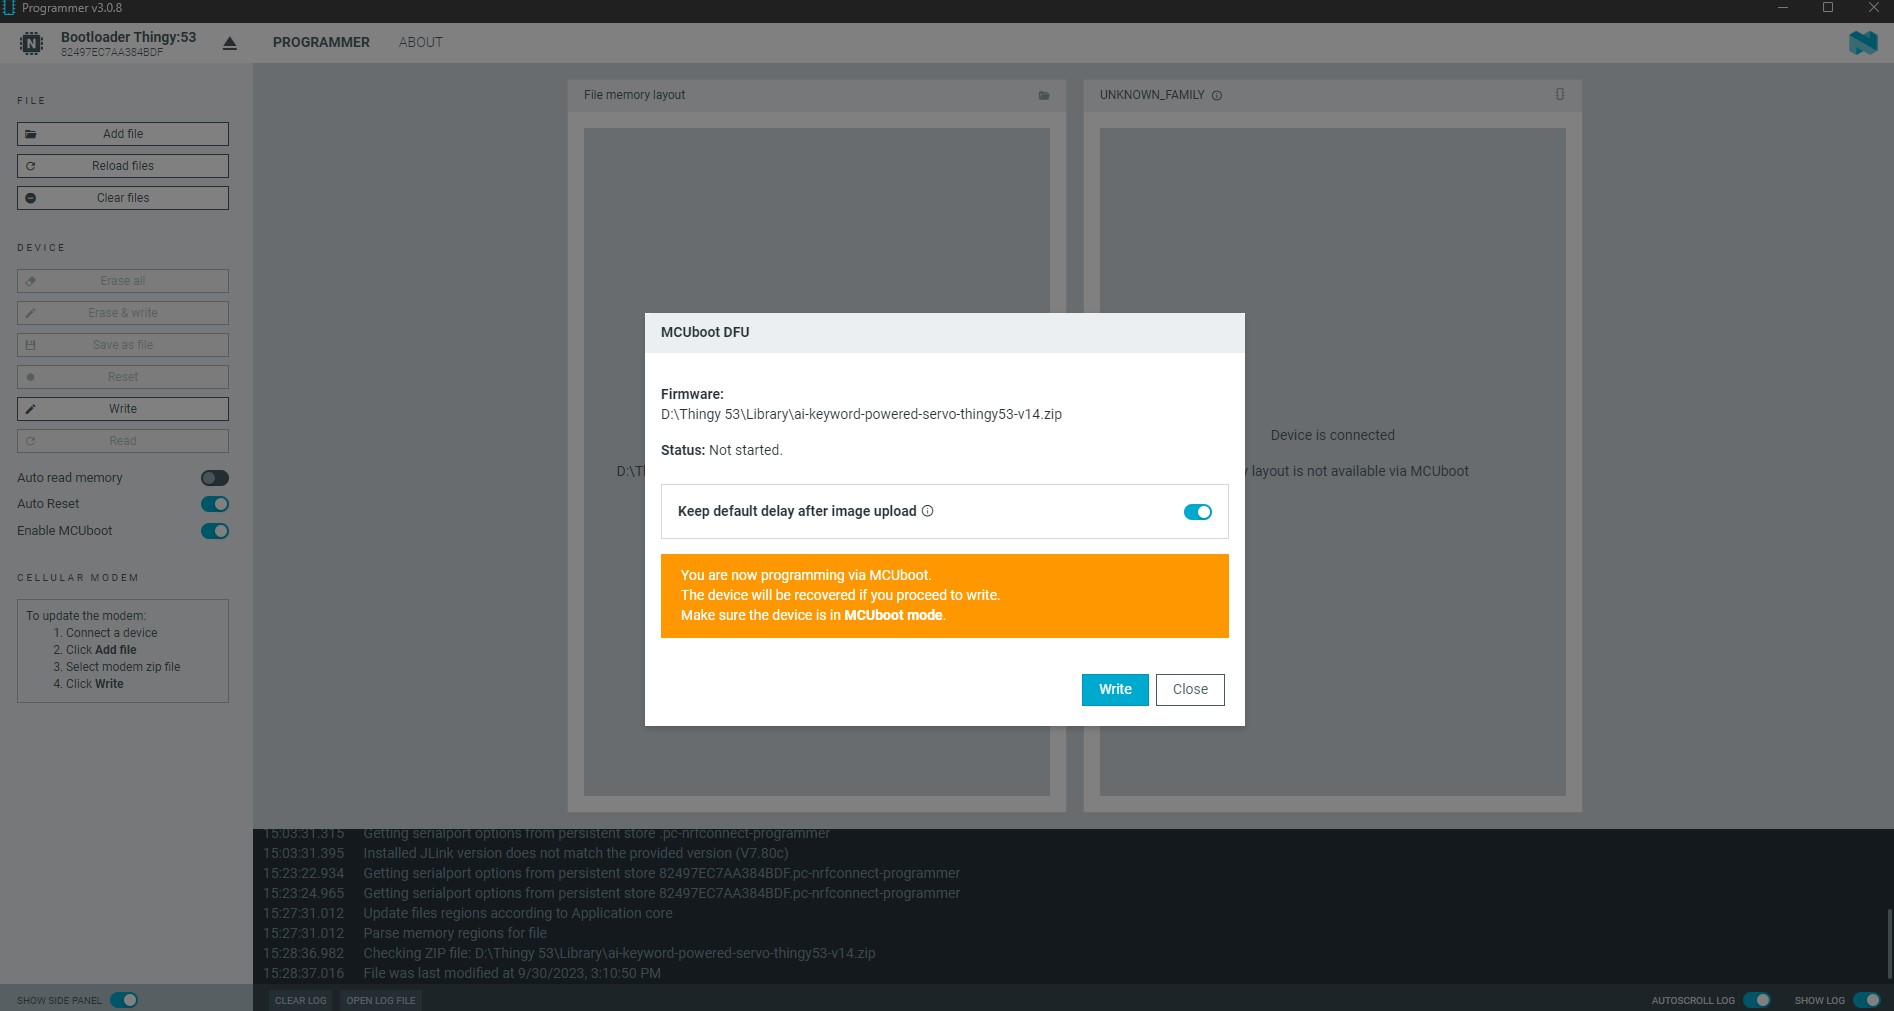 Programmer v3.0.8
Bootloader Thingy:53
82497EC7AA384BDF
PROGRAMMER
ABOUT
FILE
Add file
Reload files
Clear files
DEVICE
Erase all
Erase & write
Save as file
Reset
Write
Read
Auto read memory
Auto Reset
Enable MCUboot
CELLULAR MODEM
To update the modem:
1. Connect a device
2. Click Add file
3. Select modem zip file
4. Click Write
SHOW SIDE PANEL
File memory layout
D:\T
UNKNOWN_FAMILY
Device is connected
layout is not available via MCUboot
MCUboot DFU
Firmware:
D:\Thingy 53\Library\ai-keyword-powered-servo-thingy53-v14.zip
Status: Not started.
Keep default delay after image upload
You are now programming via MCUboot.
The device will be recovered if you proceed to write.
Make sure the device is in MCUboot mode.
Write
Close
15:03:31.315 Getting serialport options from persistent store .pc-nrfconnect-programmer
15:03:31.395 Installed JLink version does not match the provided version (V7.80c)
15:23:22.934 Getting serialport options from persistent store 82497EC7AA384BDF.pc-nrfconnect-programmer
15:23:24.965 Getting serialport options from persistent store 82497EC7AA384BDF.pc-nrfconnect-programmer
15:27:31.012 Update files regions according to Application core
15:27:31.012 Parse memory regions for file
15:28:36.982 Checking ZIP file: D:\Thingy 53\Library\ai-keyword-powered-servo-thingy53-v14.zip
15:28:37.016 File was last modified at 9/30/2023, 3:10:50 PM
CLEAR LOG
OPEN LOG FILE
AUTOSCROLL LOG
SHOW LOG